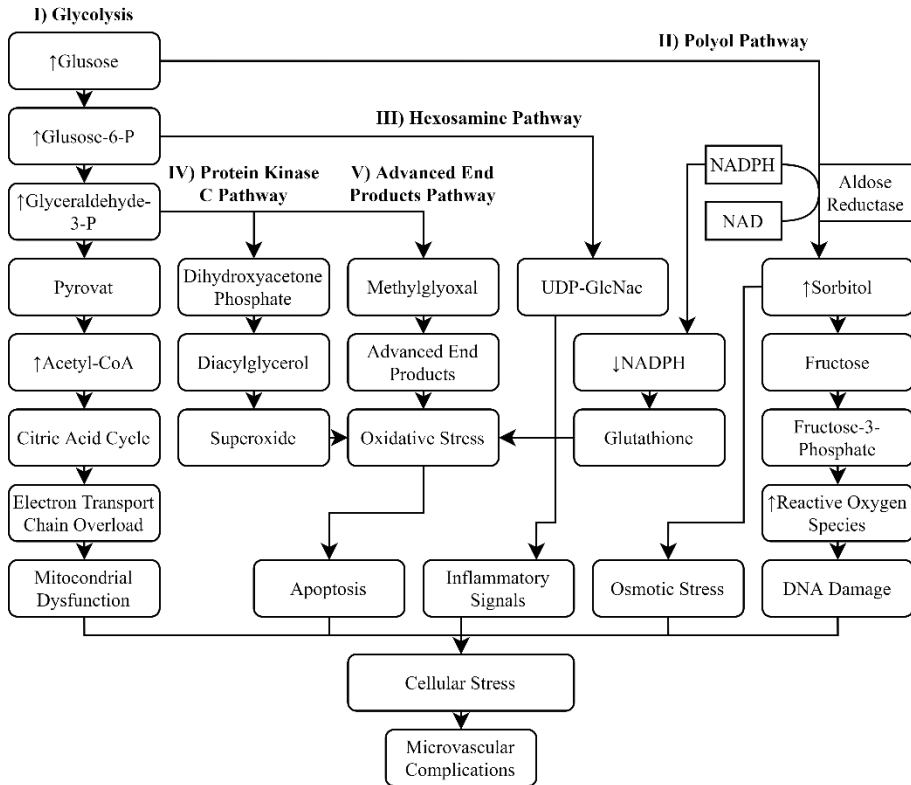 I) Glycolysis
II) Polyol Pathway
↑Glusose
III) Hexosamine Pathway
↑Glusose-6-P
IV) Protein Kinase
C Pathway
V) Advanced End
Products Pathway
NADPH
Aldose
Reductase
NAD
↑Glyceraldehyde-
3-P
Pyrovat
Dihydroxyacetone
Phosphate
Methylglyoxal
UDP-GlcNac
↑Sorbitol
↑Acetyl-CoA
Diacylglycerol
Advanced End
Products
↓NADPH
Fructose
Citric Acid Cycle
Superoxide
Oxidative Stress
Glutathione
Fructose-3-
Phosphate
Electron Transport
Chain Overload
↑Reactive Oxygen
Species
Mitocondrial
Dysfunction
Apoptosis
Inflammatory
Signals
Osmotic Stress
DNA Damage
Cellular Stress
Microvascular
Complications